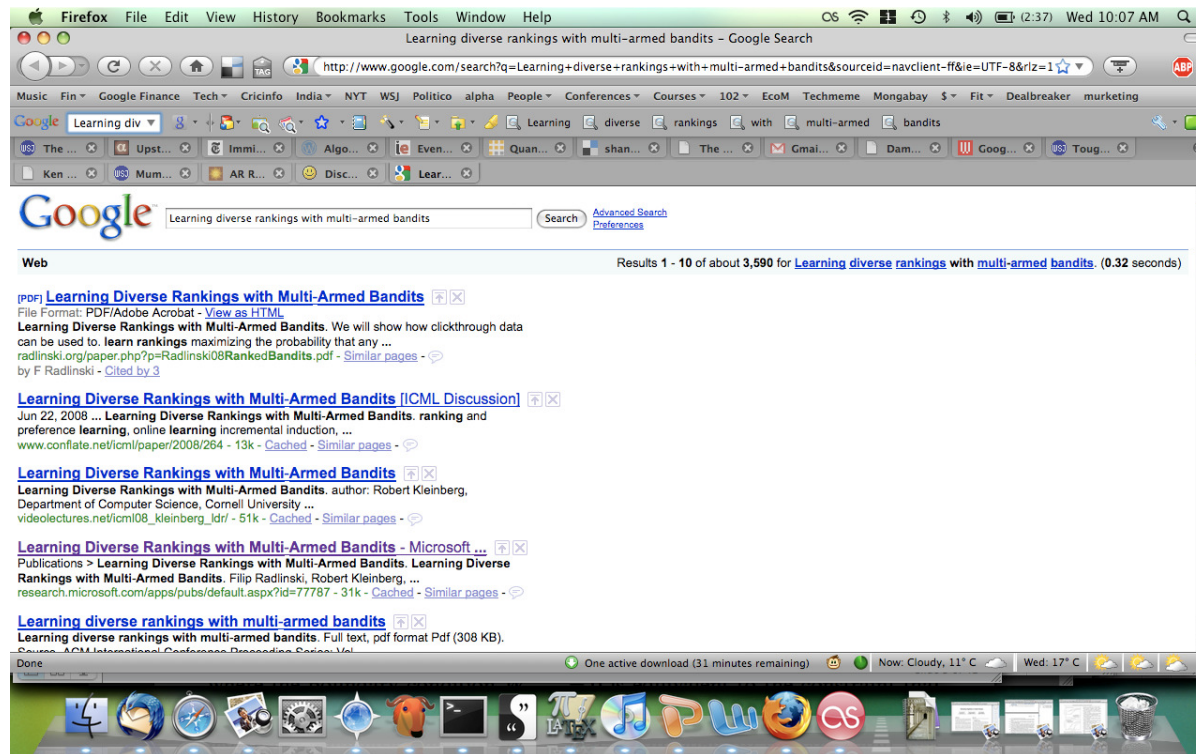 Firefox File Edit View History Bookmarks Tools Window Help (2:37) Wed 10:07 AM
Learning diverse rankings with multi-armed bandits – Google Search
TAG http://www.google.com/search?q=Learning+diverse+rankings+with+multi-armed+bandits&sourceid=navclient-ff&ie=UTF-8&rlz=1 ABP
Music Fin Google Finance Tech Cricinfo India NYT WSJ Politico alpha People Conferences Courses 102 EcoM Techmeme Mongabay $ Fit Dealbreaker murketing
Google Learning div Learning diverse rankings with multi-armed bandits
The ... Upst... Immi... Algo... Even... Quan... shan... The ... Gmai... Dam... Goog... Toug...
Ken ... Mum... AR R... Disc... Lear...
Google Learning diverse rankings with multi-armed bandits Search Advanced Search
Preferences
Web Results 1 - 10 of about 3,590 for Learning diverse rankings with multi-armed bandits. (0.32 seconds)
[PDF] Learning Diverse Rankings with Multi-Armed Bandits
File Format: PDF/Adobe Acrobat - View as HTML
Learning Diverse Rankings with Multi-Armed Bandits. We will show how clickthrough data
can be used to. learn rankings maximizing the probability that any ...
radlinski.org/paper.php?p=Radlinski08RankedBandits.pdf - Similar pages -
by F Radlinski - Cited by 3
Learning Diverse Rankings with Multi-Armed Bandits [ICML Discussion]
Jun 22, 2008 ... Learning Diverse Rankings with Multi-Armed Bandits. ranking and
preference learning, online learning incremental induction, ...
www.conflate.net/icml/paper/2008/264 - 13k - Cached - Similar pages -
Learning Diverse Rankings with Multi-Armed Bandits
Learning Diverse Rankings with Multi-Armed Bandits. author: Robert Kleinberg,
Department of Computer Science, Cornell University ...
videolectures.net/icml08_kleinberg_ldr/ - 51k - Cached - Similar pages -
Learning Diverse Rankings with Multi-Armed Bandits - Microsoft ...
Publications > Learning Diverse Rankings with Multi-Armed Bandits. Learning Diverse
Rankings with Multi-Armed Bandits. Filip Radlinski, Robert Kleinberg, ...
research.microsoft.com/apps/pubs/default.aspx?id=77787 - 31k - Cached - Similar pages -
Learning diverse rankings with multi-armed bandits
Learning diverse rankings with multi-armed bandits. Full text, pdf format Pdf (308 KB).
Done One active download (31 minutes remaining) Now: Cloudy, 11° C Wed: 17° C
LATEX